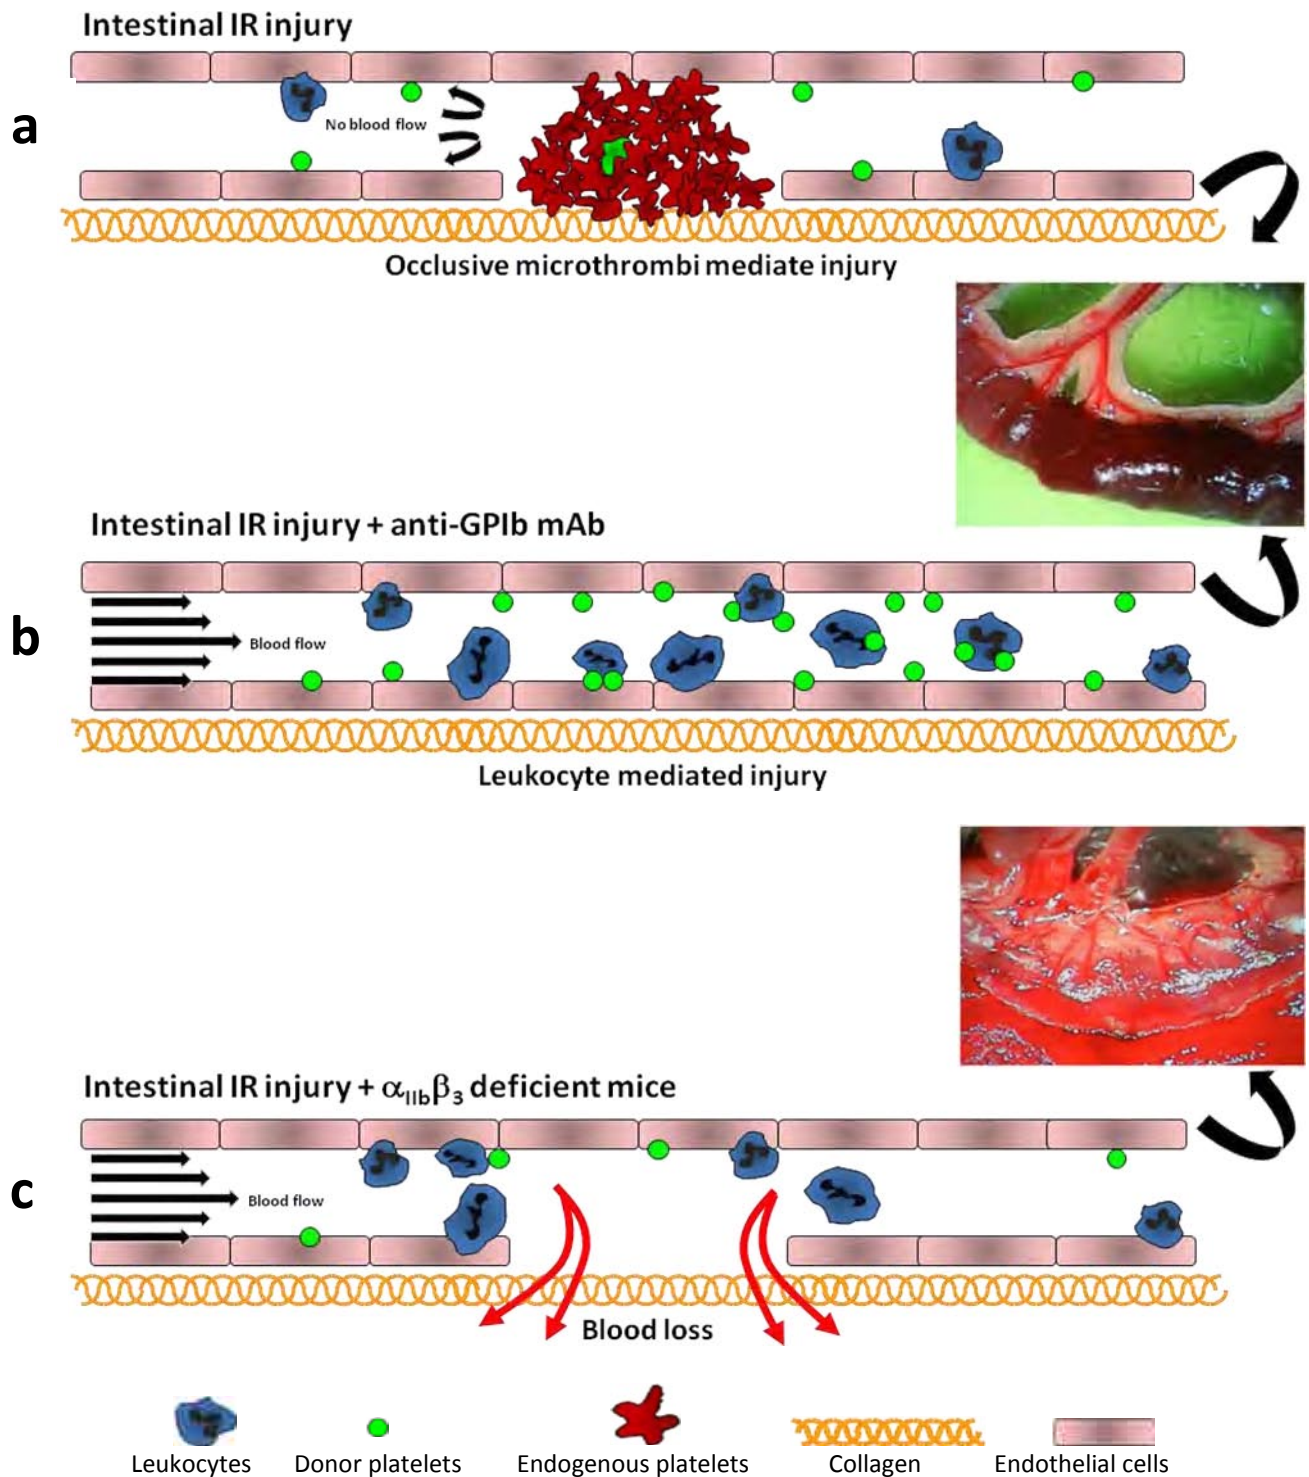 Intestinal IR injury
a
No blood flow
Occlusive microthrombi mediate injury
Intestinal IR injury + anti-GPIb mAb
b
Blood flow
Leukocyte mediated injury
Intestinal IR injury + αIIbβ3 deficient mice
c
Blood flow
Blood loss
Leukocytes Donor platelets Endogenous platelets Collagen Endothelial cells